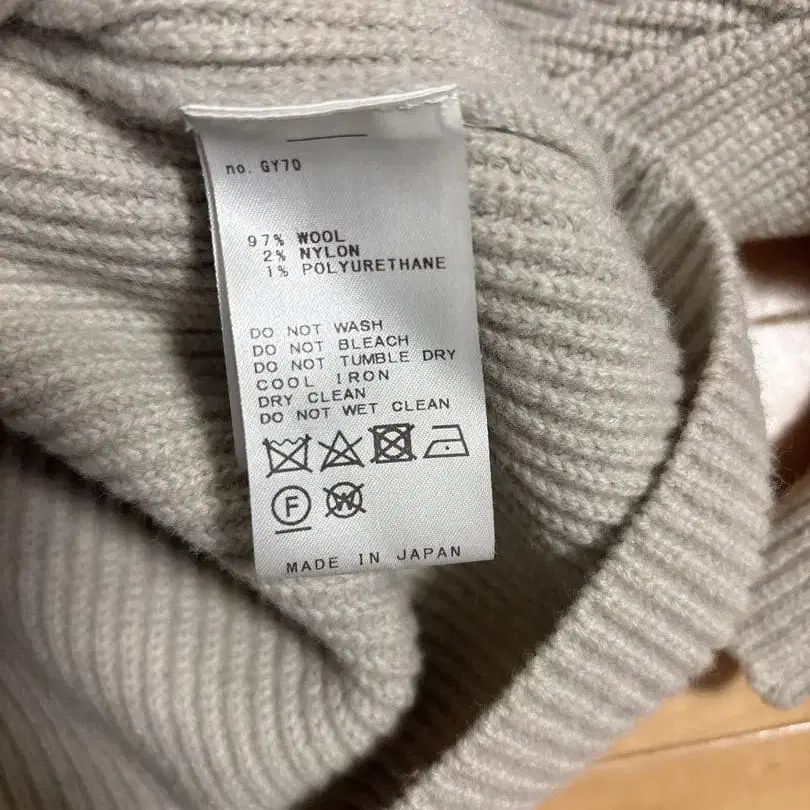 no. GY70
97% WOOL
2% NYLON
1% POLYURETHANE
DO NOT WASH
DO NOT BLEACH
DO NOT TUMBLE DRY
COOL IRON
DRY CLEAN
DO NOT WET CLEAN
F W
MADE IN JAPAN